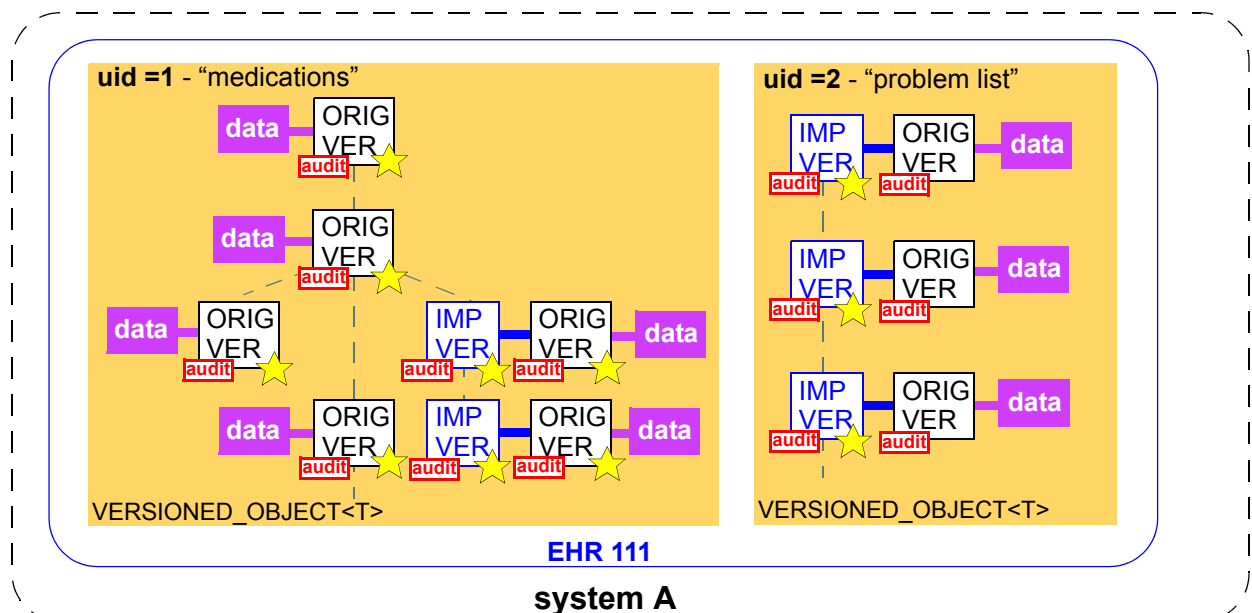 uid =1 - “medications”
data
ORIG
VER
audit
data
ORIG
VER
audit
data
ORIG
VER
audit
IMP
VER
audit
ORIG
VER
audit
data
data
ORIG
VER
audit
IMP
VER
audit
ORIG
VER
audit
data
VERSIONED_OBJECT<T>
uid =2 - “problem list”
IMP
VER
audit
ORIG
VER
audit
data
IMP
VER
audit
ORIG
VER
audit
data
IMP
VER
audit
ORIG
VER
audit
data
VERSIONED_OBJECT<T>
EHR 111
system A